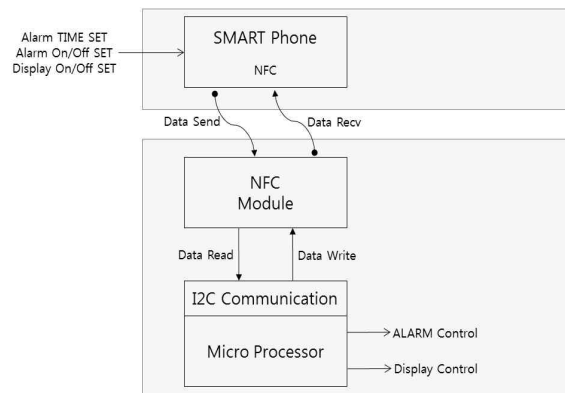 Alarm TIME SET
Alarm On/Off SET
Display On/Off SET
SMART Phone
NFC
Data Send
Data Recv
NFC
Module
Data Read
Data Write
I2C Communication
Micro Processor
ALARM Control
Display Control